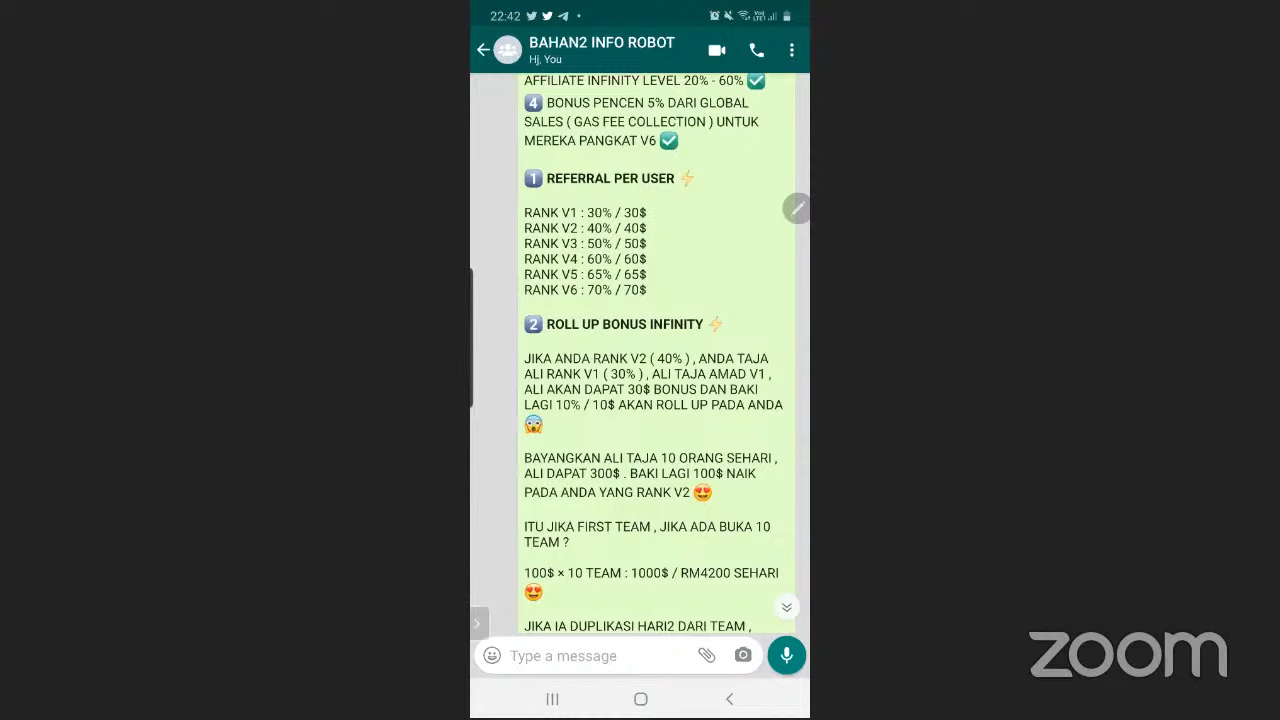 22:42
BAHAN2 INFO ROBOT
Hj, You
AFFILIATE INFINITY LEVEL 20% - 60% ✅
4️⃣ BONUS PENCEN 5% DARI GLOBAL
SALES ( GAS FEE COLLECTION ) UNTUK
MEREKA PANGKAT V6 ✅
1️⃣ REFERRAL PER USER ⚡
RANK V1 : 30% / 30$
RANK V2 : 40% / 40$
RANK V3 : 50% / 50$
RANK V4 : 60% / 60$
RANK V5 : 65% / 65$
RANK V6 : 70% / 70$
2️⃣ ROLL UP BONUS INFINITY ⚡
JIKA ANDA RANK V2 ( 40% ) , ANDA TAJA
ALI RANK V1 ( 30% ) , ALI TAJA AMAD V1 ,
ALI AKAN DAPAT 30$ BONUS DAN BAKI
LAGI 10% / 10$ AKAN ROLL UP PADA ANDA
😱
BAYANGKAN ALI TAJA 10 ORANG SEHARI ,
ALI DAPAT 300$ . BAKI LAGI 100$ NAIK
PADA ANDA YANG RANK V2 😍
ITU JIKA FIRST TEAM , JIKA ADA BUKA 10
TEAM ?
100$ × 10 TEAM : 1000$ / RM4200 SEHARI
😍
JIKA IA DUPLIKASI HARI2 DARI TEAM ,
Type a message
zoom